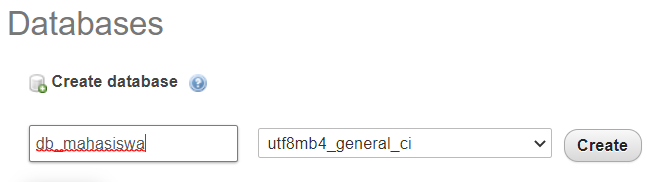 Databases
Create database
db_mahasiswa utf8mb4_general_ci Create